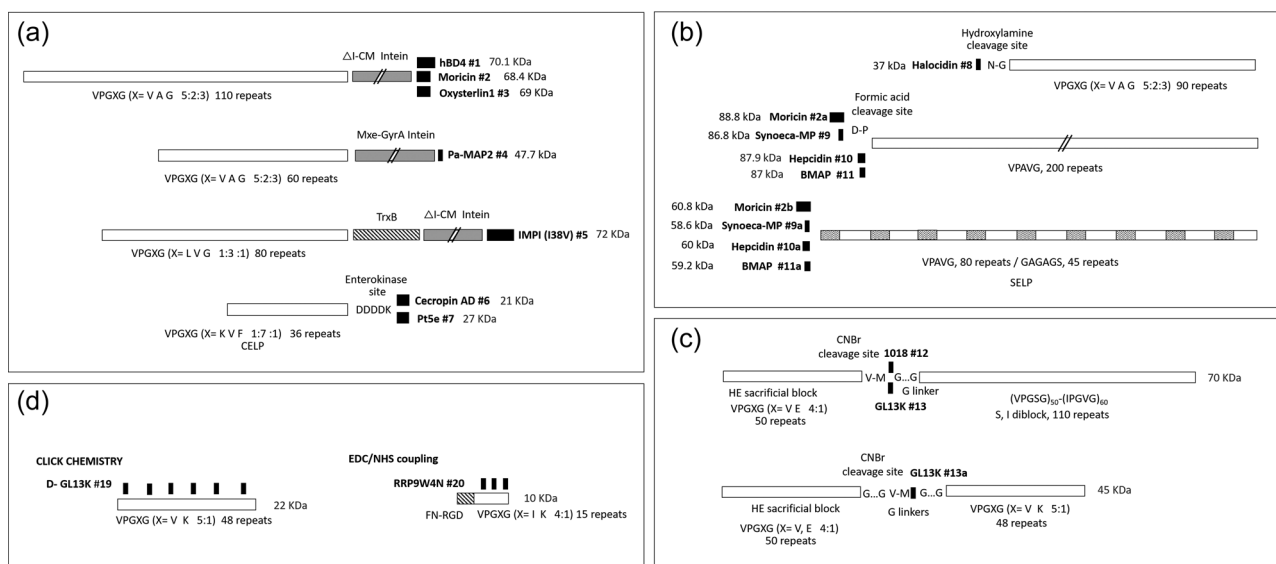 (a)
△I-CM Intein
hBD4 #1 70.1 KDa
Moricin #2 68.4 KDa
Oxysterlin1 #3 69 KDa
VPGXG (X= V A G 5:2:3) 110 repeats
Mxe-GyrA Intein
Pa-MAP2 #4 47.7 kDa
VPGXG (X= V A G 5:2:3) 60 repeats
TrxB △I-CM Intein
IMPI (I38V) #5 72 KDa
VPGXG (X= L V G 1:3 :1) 80 repeats
Enterokinase
site
DDDDK
Cecropin AD #6 21 KDa
Pt5e #7 27 KDa
VPGXG (X= K V F 1:7 :1) 36 repeats
CELP
(b)
Hydroxylamine
cleavage site
37 kDa Halocidin #8 N-G
VPGXG (X= V A G 5:2:3) 90 repeats
Formic acid
cleavage site
88.8 kDa Moricin #2a
86.8 kDa Synoeca-MP #9 D-P
87.9 kDa Hepcidin #10
87 kDa BMAP #11
VPAVG, 200 repeats
60.8 kDa Moricin #2b
58.6 kDa Synoeca-MP #9a
60 kDa Hepcidin #10a
59.2 kDa BMAP #11a
VPAVG, 80 repeats / GAGAGS, 45 repeats
SELP
(c)
CNBr
cleavage site 1018 #12
V-M G...G 70 KDa
HE sacrificial block G linker
GL13K #13
VPGXG (X= V E 4:1)
50 repeats
(VPGSG)₅₀-(IPGVG)₆₀
S, I diblock, 110 repeats
CNBr
cleavage site GL13K #13a
G...G V-M G...G 45 KDa
HE sacrificial block G linkers
VPGXG (X= V, E 4:1)
50 repeats
VPGXG (X= V K 5:1)
48 repeats
(d)
CLICK CHEMISTRY
D- GL13K #19
22 KDa
VPGXG (X= V K 5:1) 48 repeats
EDC/NHS coupling
RRP9W4N #20
10 KDa
FN-RGD VPGXG (X= I K 4:1) 15 repeats